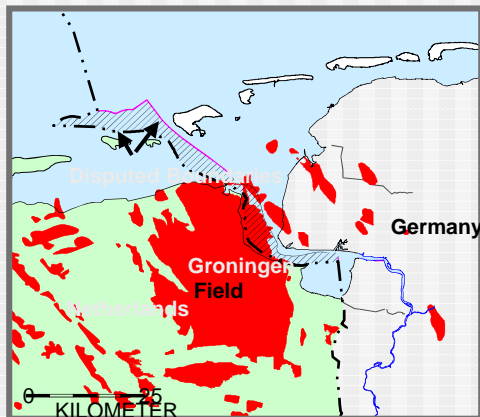 Disputed Boundaries
Germany
Groningen
Field
Netherlands
0 25
KILOMETER